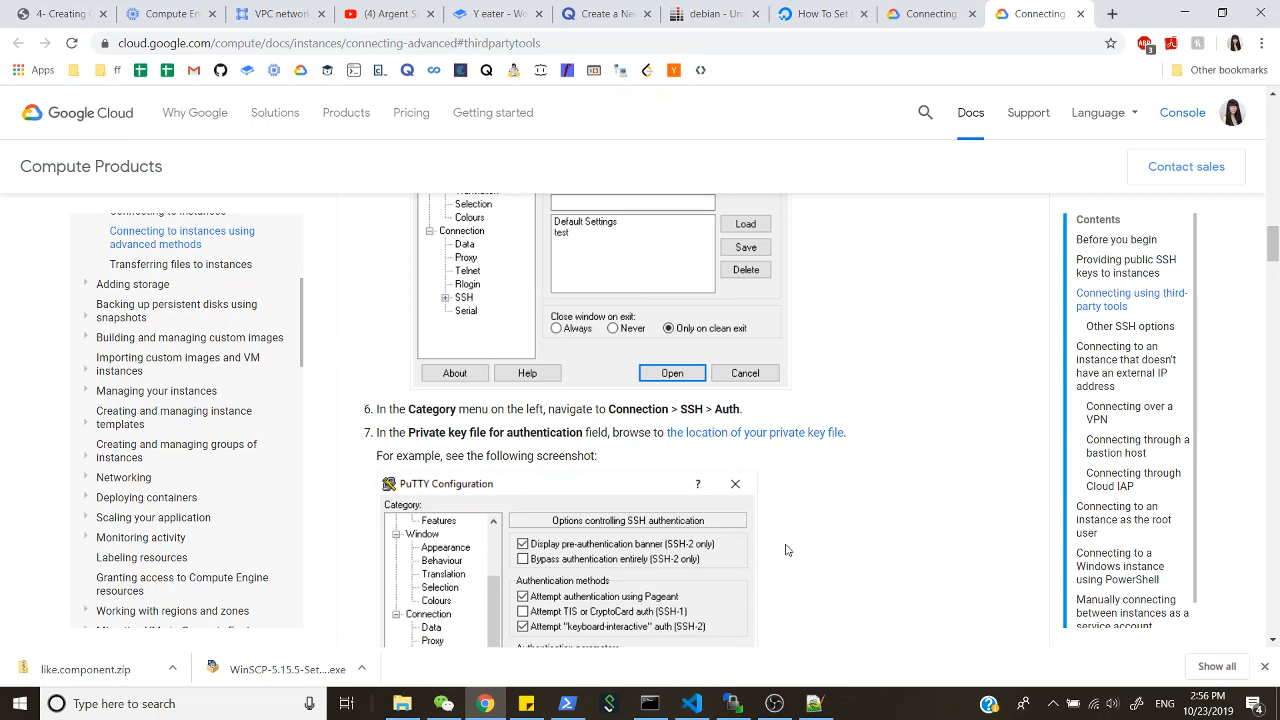 4- Creating
Compute En
VPC networ
(4) Argent S
Y eater - Go
Create a Ne
debian - Un
How To Set
Connecting
Connecting
cloud.google.com/compute/docs/instances/connecting-advanced#thirdpartytools
Apps
ff
Other bookmarks
Google Cloud
Why Google
Solutions
Products
Pricing
Getting started
Docs
Support
Language
Console
Compute Products
Contact sales
Connecting to instances
Connecting to instances using
advanced methods
Transferring files to instances
Adding storage
Backing up persistent disks using
snapshots
Building and managing custom images
Importing custom images and VM
instances
Managing your instances
Creating and managing instance
templates
Creating and managing groups of
instances
Networking
Deploying containers
Scaling your application
Monitoring activity
Labeling resources
Granting access to Compute Engine
resources
Working with regions and zones
Translation
Selection
Colours
Connection
Data
Proxy
Telnet
Rlogin
SSH
Serial
Default Settings
test
Load
Save
Delete
Close window on exit:
Always
Never
Only on clean exit
About
Help
Open
Cancel
6. In the Category menu on the left, navigate to Connection > SSH > Auth.
7. In the Private key file for authentication field, browse to the location of your private key file.
For example, see the following screenshot:
PuTTY Configuration
?
Category:
Features
Window
Appearance
Behaviour
Translation
Selection
Colours
Connection
Data
Proxy
Options controlling SSH authentication
Display pre-authentication banner (SSH-2 only)
Bypass authentication entirely (SSH-2 only)
Authentication methods
Attempt authentication using Pageant
Attempt TIS or CryptoCard auth (SSH-1)
Attempt "keyboard-interactive" auth (SSH-2)
Authentication parameters
Contents
Before you begin
Providing public SSH
keys to instances
Connecting using third-
party tools
Other SSH options
Connecting to an
instance that doesn't
have an external IP
address
Connecting over a
VPN
Connecting through a
bastion host
Connecting through
Cloud IAP
Connecting to an
instance as the root
user
Connecting to a
Windows instance
using PowerShell
Manually connecting
between instances as a
service account
like.component.zip
WinSCP-5.15.5-Set....exe
Show all
Type here to search
2:56 PM
10/23/2019